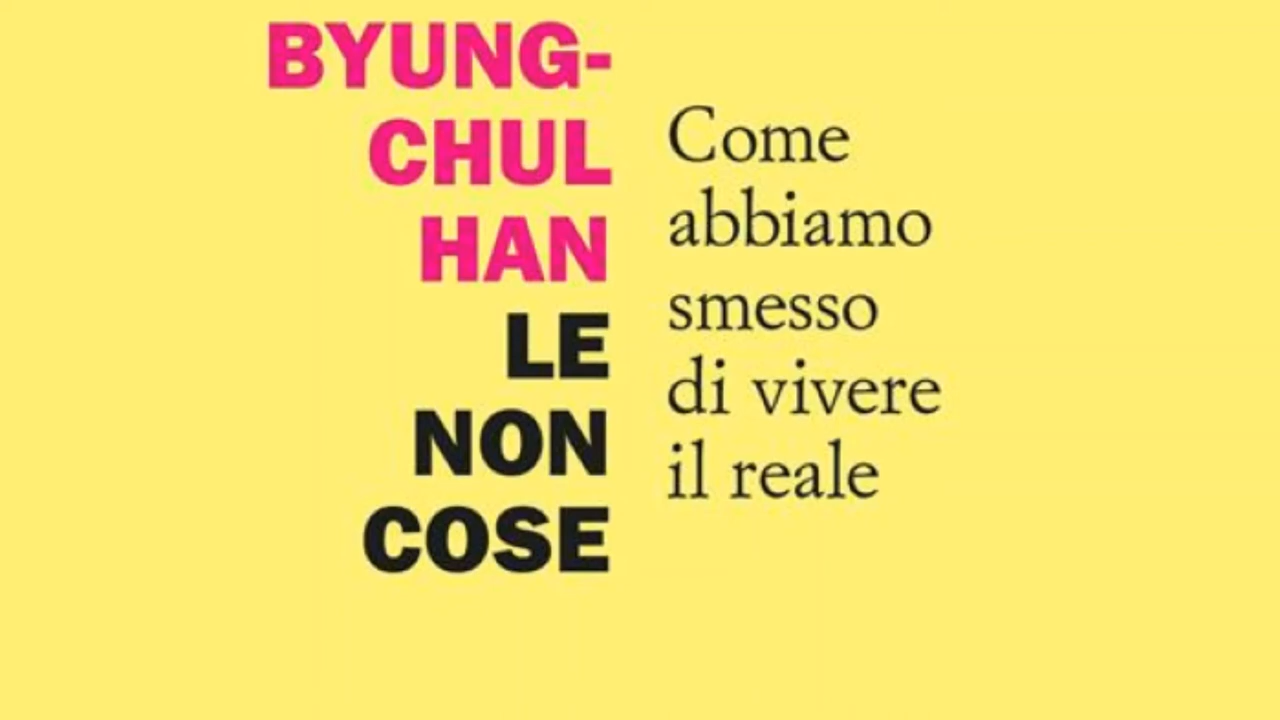 BYUNG-
CHUL
HAN
LE
NON
COSE
Come
abbiamo
smesso
di vivere
il reale